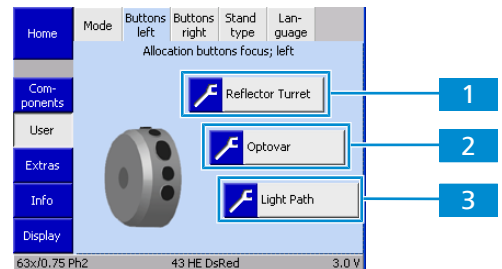 Home
Mode
Buttons left
Buttons right
Stand type
Lan-guage
Allocation buttons focus; left
Com-ponents
User
Extras
Info
Display
Reflector Turret
1
Optovar
2
Light Path
3
63x/0.75 Ph2
43 HE DsRed
3.0 V